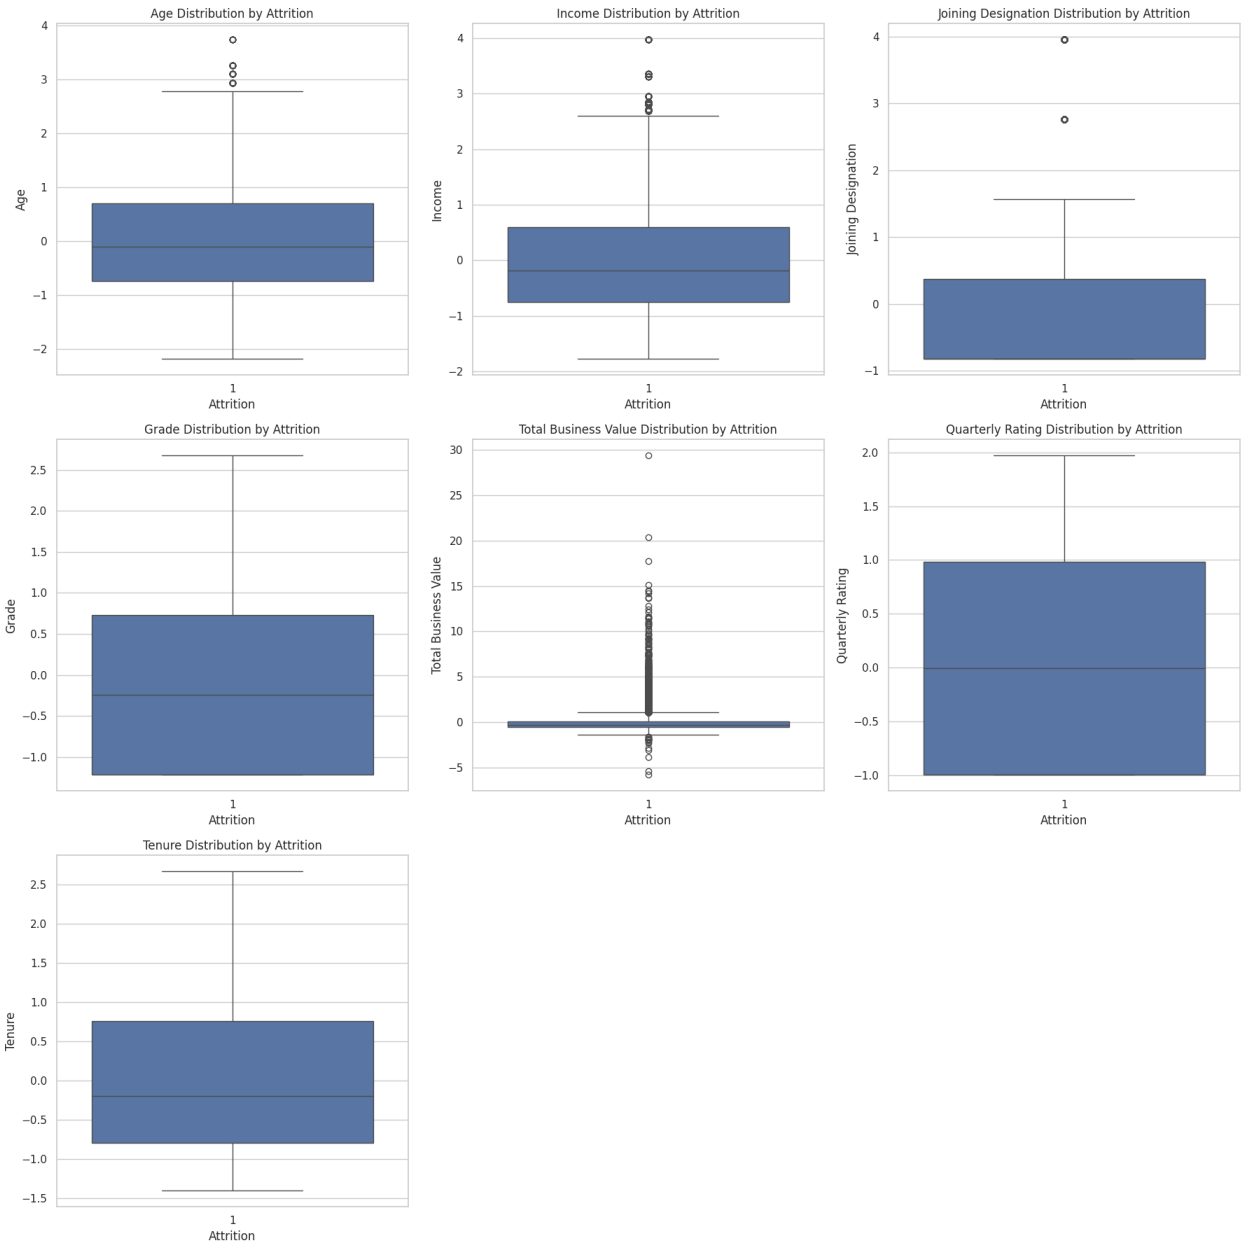 Age Distribution by Attrition
4
3
2
1
0
−1
−2
Age
1
Attrition
Income Distribution by Attrition
4
3
2
1
0
−1
−2
Income
1
Attrition
Joining Designation Distribution by Attrition
4
3
2
1
0
−1
Joining Designation
1
Attrition
Grade Distribution by Attrition
2.5
2.0
1.5
1.0
0.5
0.0
−0.5
−1.0
Grade
1
Attrition
Total Business Value Distribution by Attrition
30
25
20
15
10
5
0
−5
Total Business Value
1
Attrition
Quarterly Rating Distribution by Attrition
2.0
1.5
1.0
0.5
0.0
−0.5
−1.0
Quarterly Rating
1
Attrition
Tenure Distribution by Attrition
2.5
2.0
1.5
1.0
0.5
0.0
−0.5
−1.0
−1.5
Tenure
1
Attrition